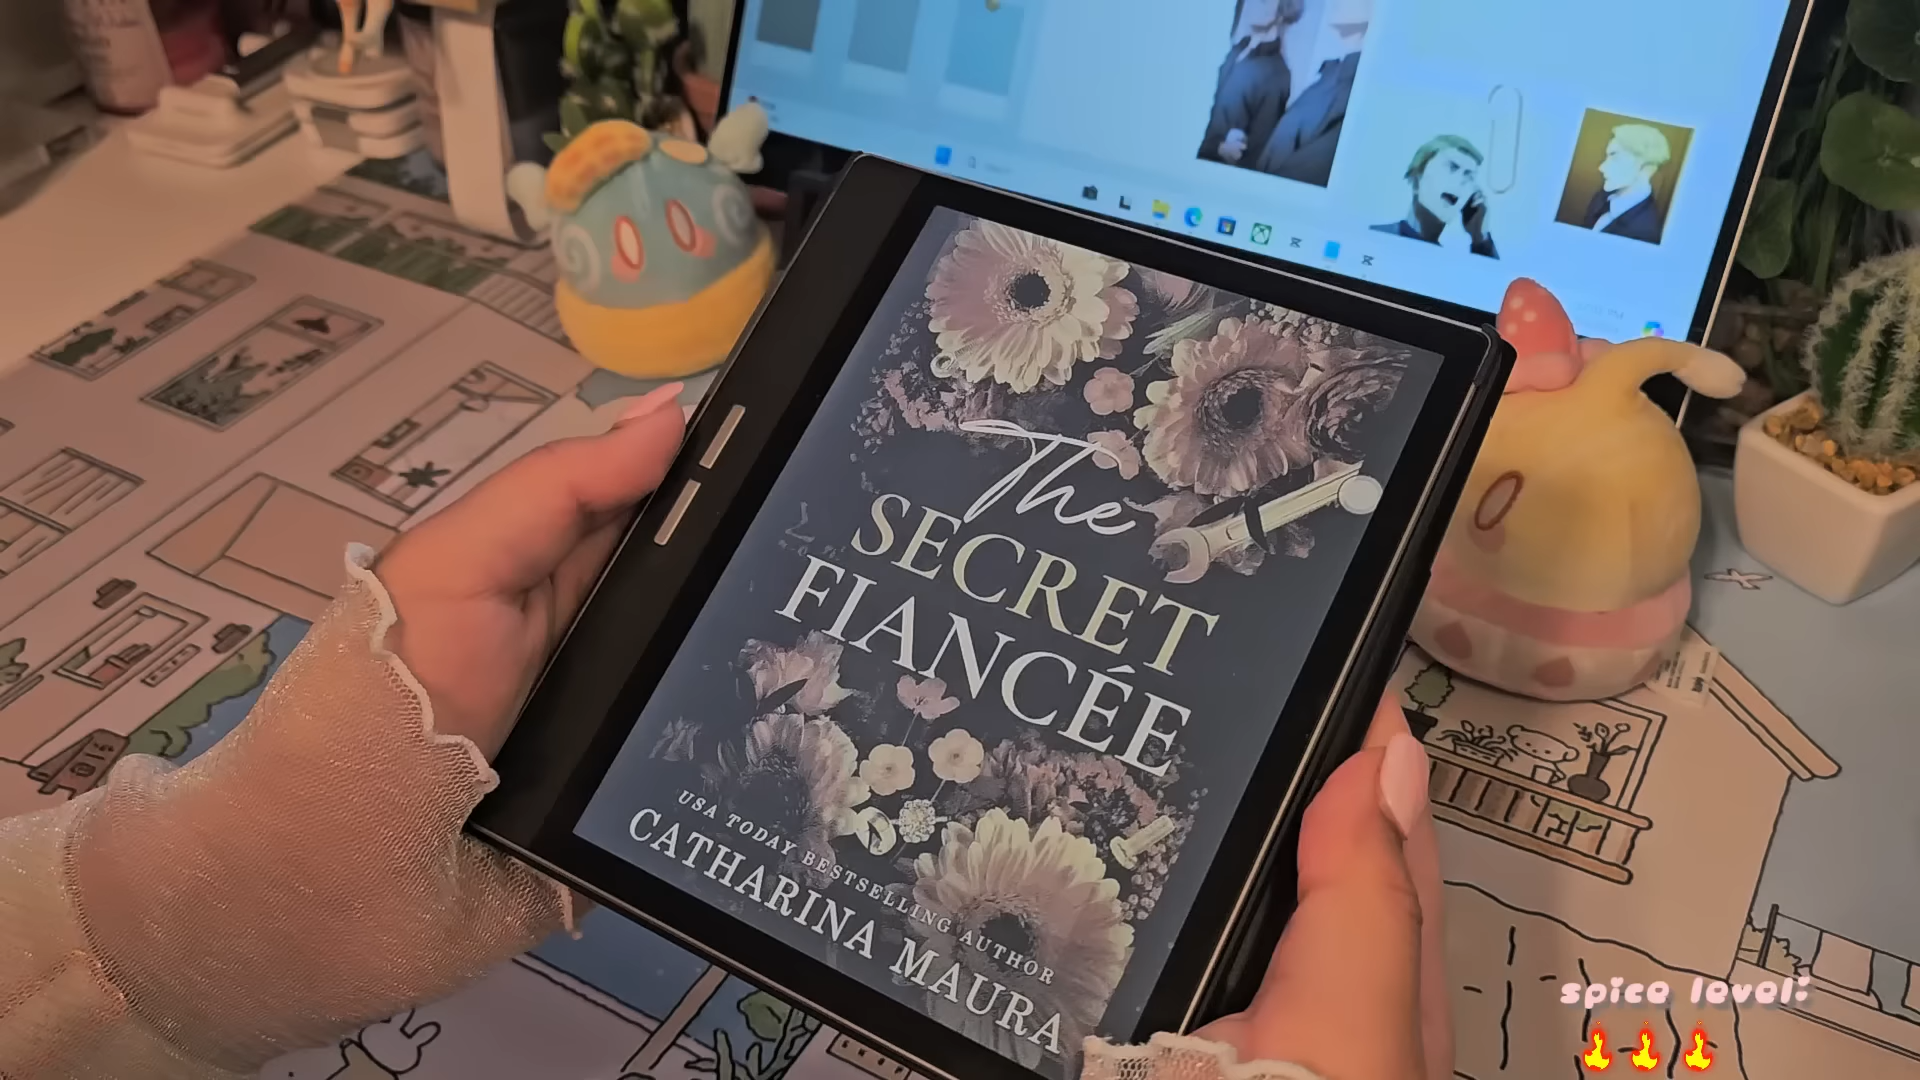 The
SECRET
FIANCÉE
USA TODAY BESTSELLING AUTHOR
CATHARINA MAURA
spice level: